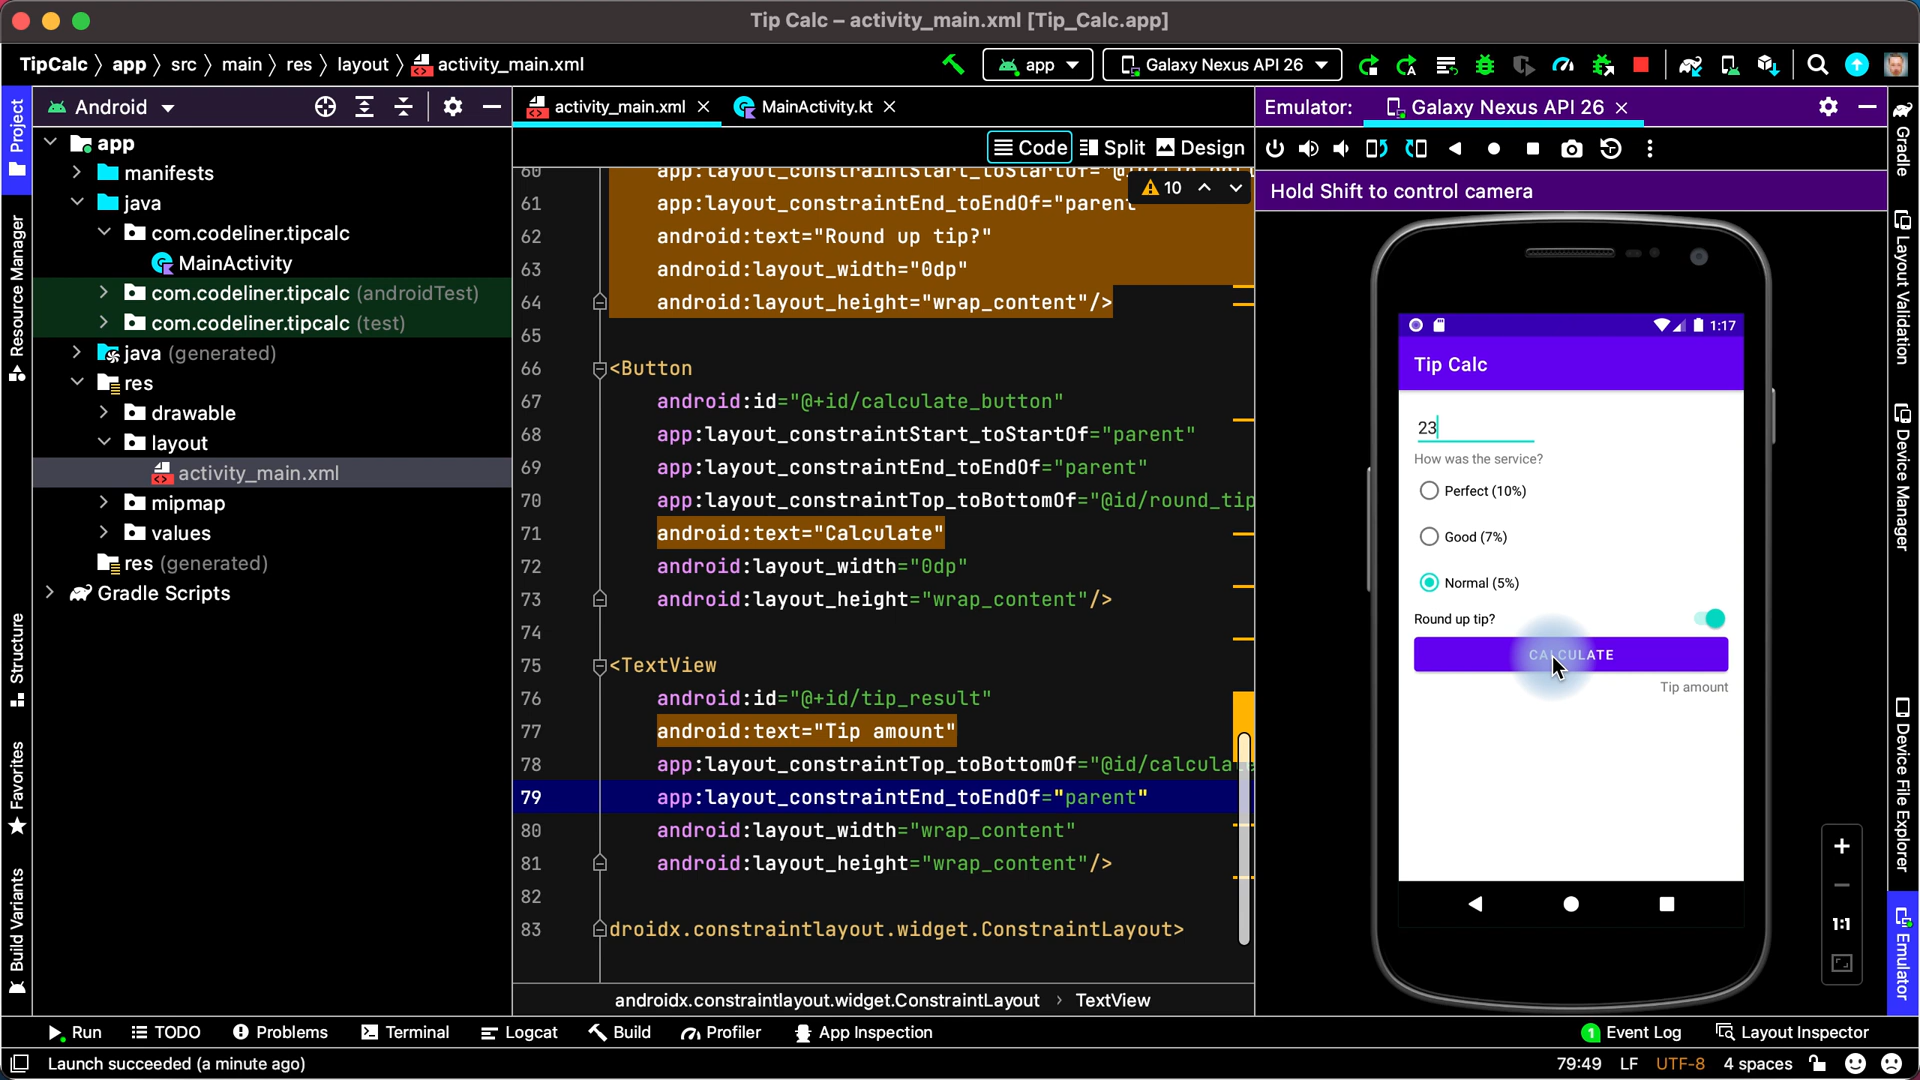 Tip Calc – activity_main.xml [Tip_Calc.app]
TipCalc 〉 app 〉 src 〉 main 〉 res 〉 layout 〉 activity_main.xml
app
Galaxy Nexus API 26
Android
activity_main.xml
MainActivity.kt
Emulator:
Galaxy Nexus API 26
Code
Split
Design
Hold Shift to control camera
Project
Resource Manager
Structure
Favorites
Build Variants
app
manifests
java
com.codeliner.tipcalc
MainActivity
com.codeliner.tipcalc (androidTest)
com.codeliner.tipcalc (test)
java (generated)
res
drawable
layout
activity_main.xml
mipmap
values
res (generated)
Gradle Scripts
10
60
61 app:layout_constraintEnd_toEndOf="parent"
62 android:text="Round up tip?"
63 android:layout_width="0dp"
64 android:layout_height="wrap_content"/>
65
66 <Button
67 android:id="@+id/calculate_button"
68 app:layout_constraintStart_toStartOf="parent"
69 app:layout_constraintEnd_toEndOf="parent"
70 app:layout_constraintTop_toBottomOf="@id/round_tip
71 android:text="Calculate"
72 android:layout_width="0dp"
73 android:layout_height="wrap_content"/>
74
75 <TextView
76 android:id="@+id/tip_result"
77 android:text="Tip amount"
78 app:layout_constraintTop_toBottomOf="@id/calcula
79 app:layout_constraintEnd_toEndOf="parent"
80 android:layout_width="wrap_content"
81 android:layout_height="wrap_content"/>
82
83 droidx.constraintlayout.widget.ConstraintLayout>
androidx.constraintlayout.widget.ConstraintLayout › TextView
1:17
Tip Calc
23
How was the service?
Perfect (10%)
Good (7%)
Normal (5%)
Round up tip?
CALCULATE
Tip amount
1:1
Gradle
Layout Validation
Device Manager
Device File Explorer
Emulator
Run
TODO
Problems
Terminal
Logcat
Build
Profiler
App Inspection
1 Event Log
Layout Inspector
Launch succeeded (a minute ago)
79:49 LF UTF-8 4 spaces